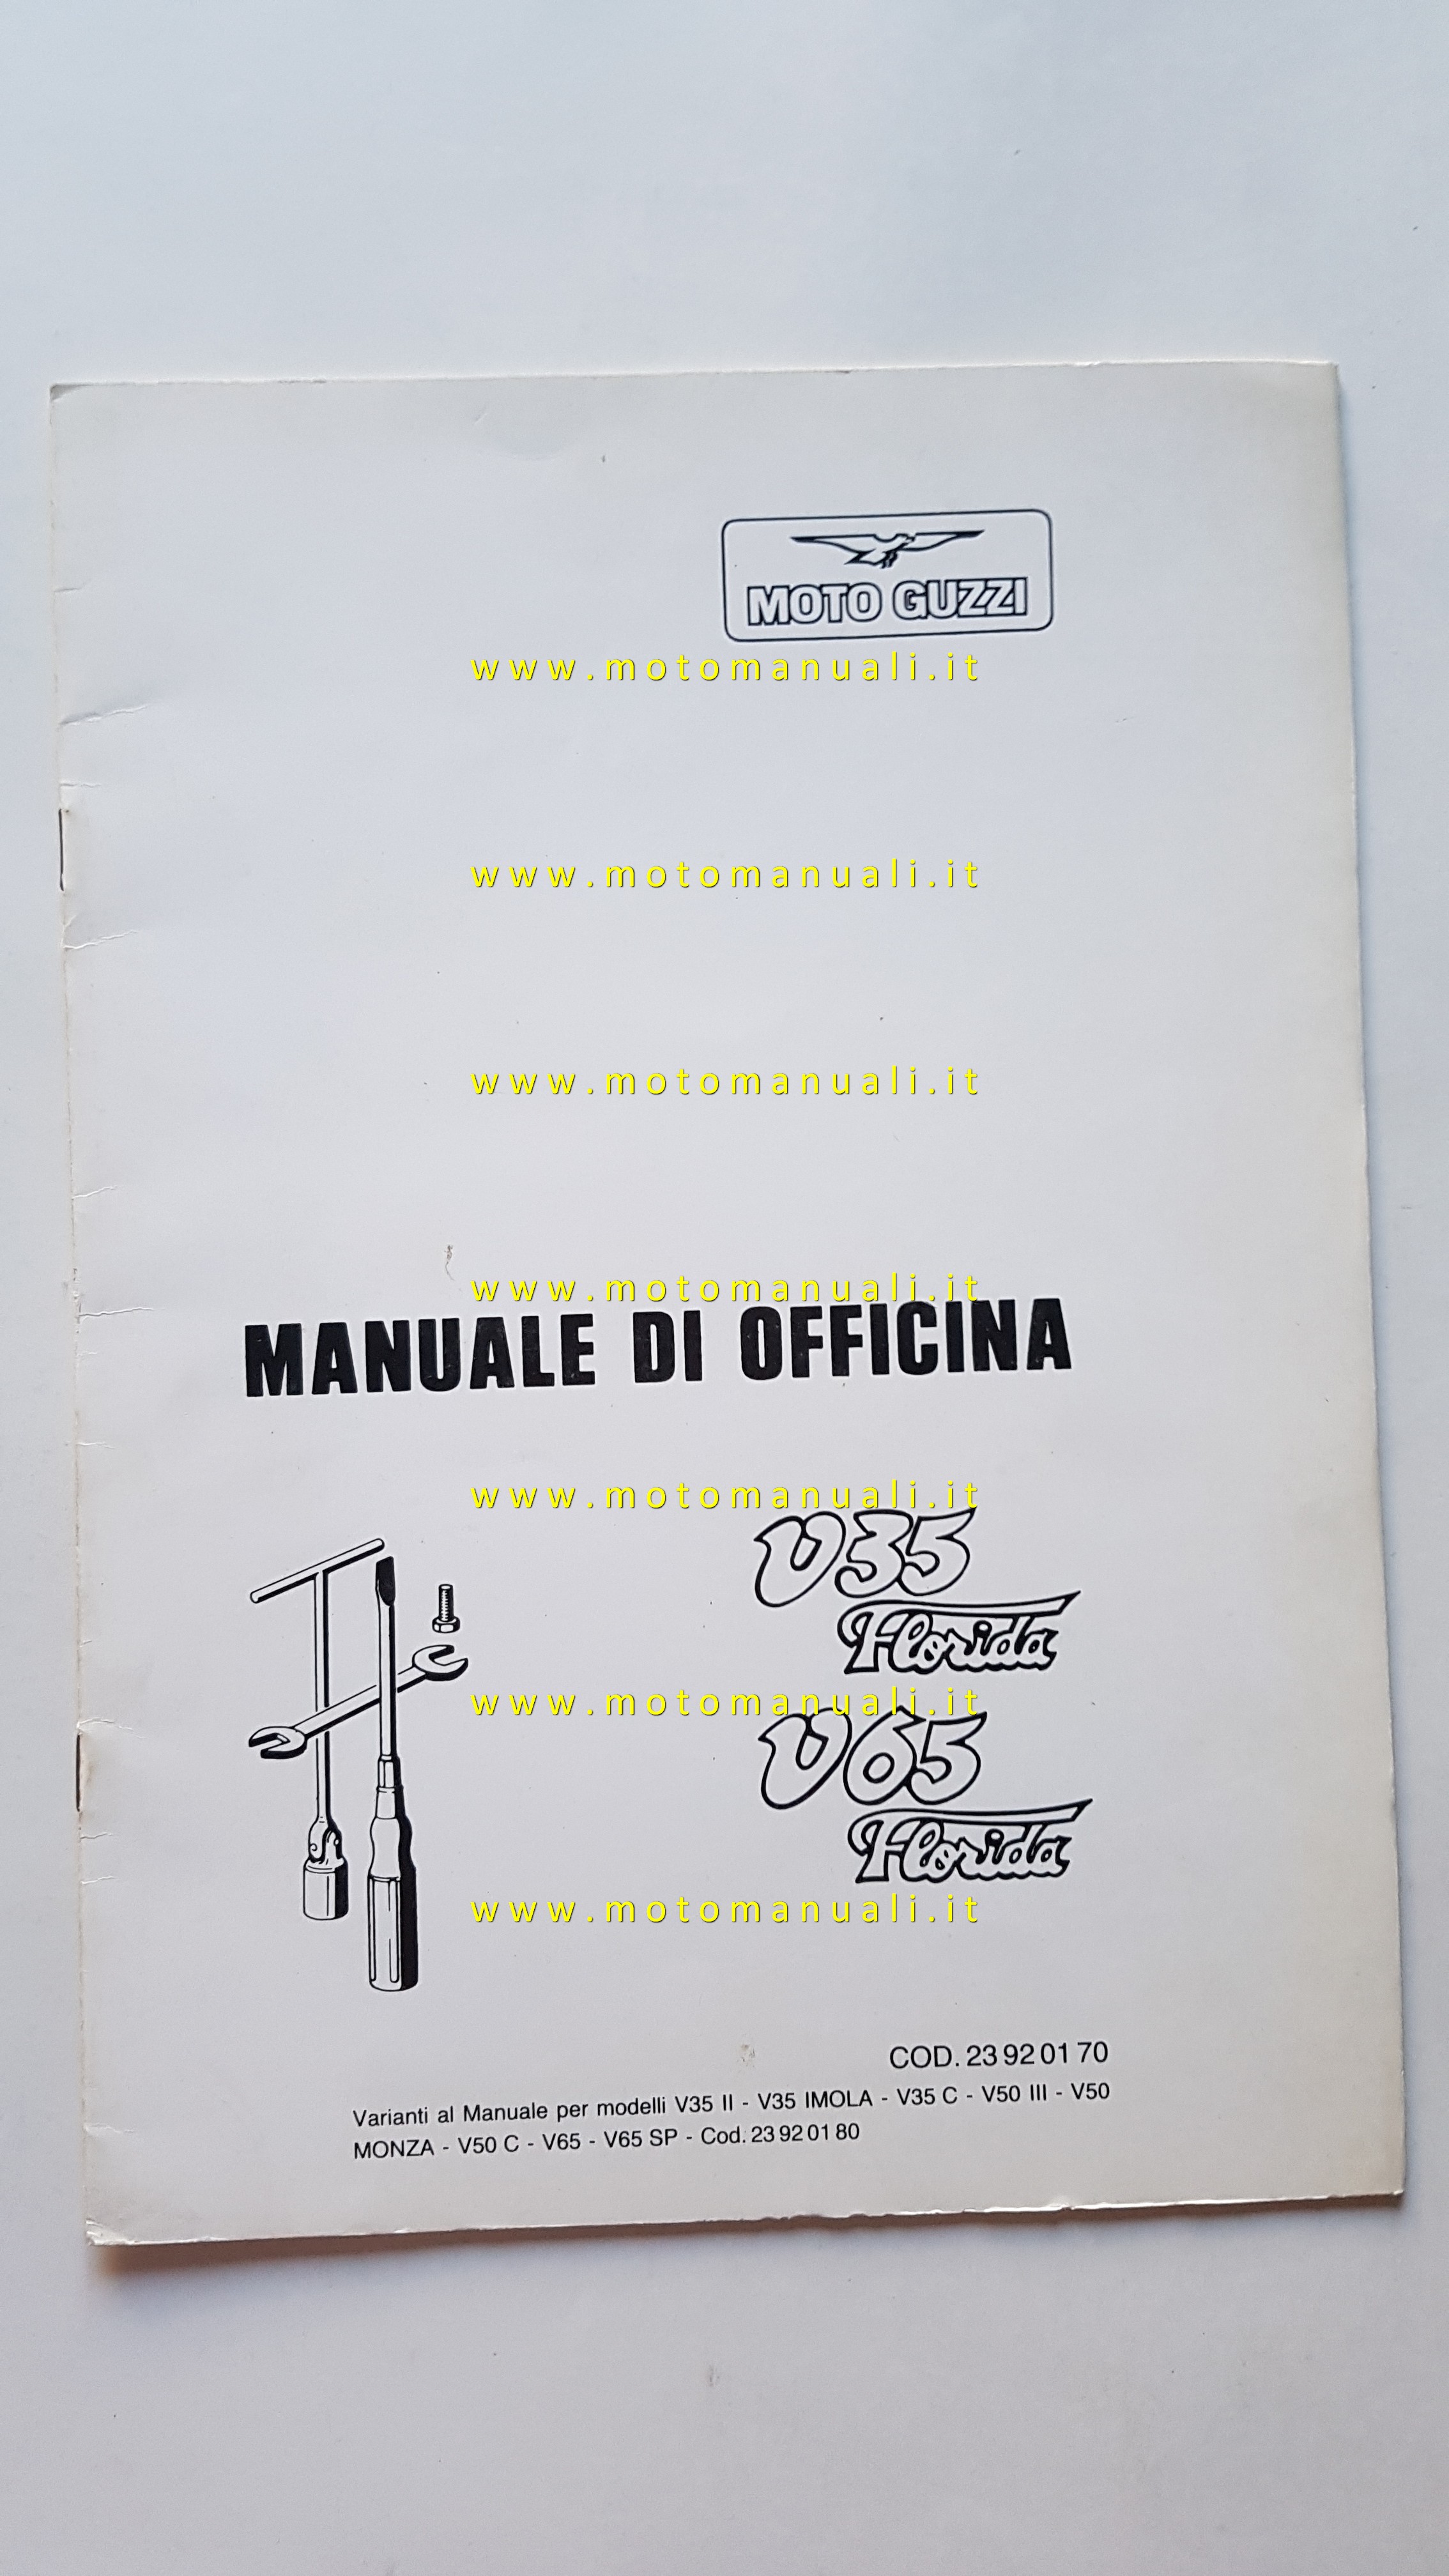 MOTO GUZZI
www.motomanuali.it
www.motomanuali.it
www.motomanuali.it
www.motomanuali.it
MANUALE DI OFFICINA
www.motomanuali.it
V35
Florida
www.motomanuali.it
V65
Florida
www.motomanuali.it
COD. 23 92 01 70
Varianti al Manuale per modelli V35 II - V35 IMOLA - V35 C - V50 III - V50
MONZA - V50 C - V65 - V65 SP - Cod. 23 92 01 80